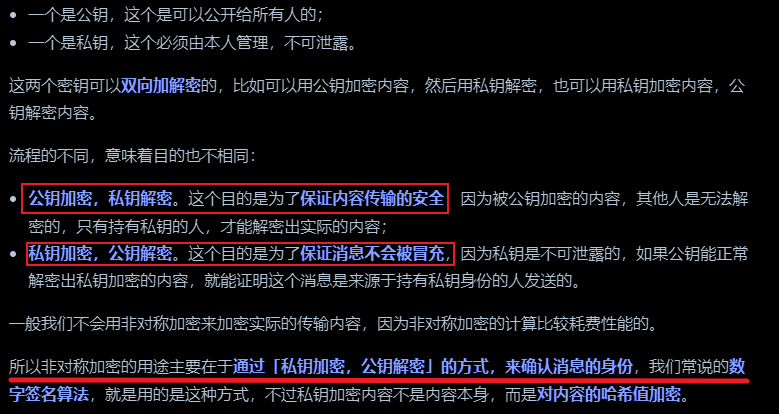 一个是公钥，这个是可以公开给所有人的；
一个是私钥，这个必须由本人管理，不可泄露。
这两个密钥可以双向加解密的，比如可以用公钥加密内容，然后用私钥解密，也可以用私钥加密内容，公
钥解密内容。
流程的不同，意味着目的也不相同：
公钥加密，私钥解密。这个目的是为了保证内容传输的安全，因为被公钥加密的内容，其他人是无法解
密的，只有持有私钥的人，才能解密出实际的内容；
私钥加密，公钥解密。这个目的是为了保证消息不会被冒充，因为私钥是不可泄露的，如果公钥能正常
解密出私钥加密的内容，就能证明这个消息是来源于持有私钥身份的人发送的。
一般我们不会用非对称加密来加密实际的传输内容，因为非对称加密的计算比较耗费性能的。
所以非对称加密的用途主要在于通过「私钥加密，公钥解密」的方式，来确认消息的身份，我们常说的数
字签名算法，就是用的是这种方式，不过私钥加密内容不是内容本身，而是对内容的哈希值加密。